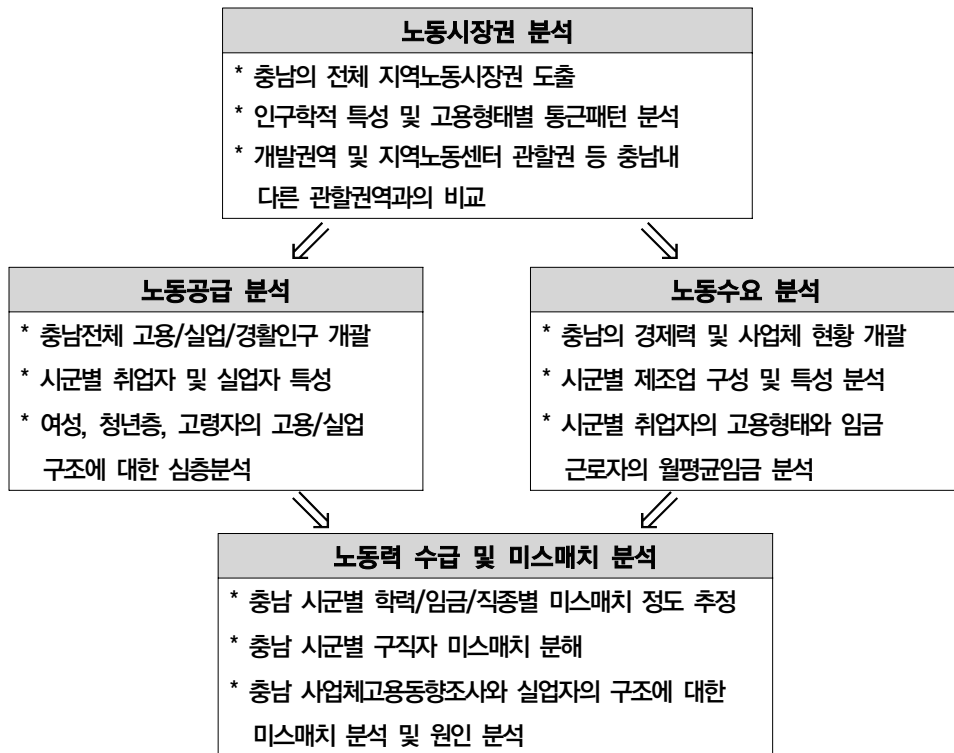 노동시장권 분석
* 충남의 전체 지역노동시장권 도출
* 인구학적 특성 및 고용형태별 통근패턴 분석
* 개발권역 및 지역노동센터 관할권 등 충남내
다른 관할권역과의 비교
노동공급 분석
* 충남전체 고용/실업/경활인구 개괄
* 시군별 취업자 및 실업자 특성
* 여성, 청년층, 고령자의 고용/실업
구조에 대한 심층분석
노동수요 분석
* 충남의 경제력 및 사업체 현황 개괄
* 시군별 제조업 구성 및 특성 분석
* 시군별 취업자의 고용형태와 임금
근로자의 월평균임금 분석
노동력 수급 및 미스매치 분석
* 충남 시군별 학력/임금/직종별 미스매치 정도 추정
* 충남 시군별 구직자 미스매치 분해
* 충남 사업체고용동향조사와 실업자의 구조에 대한
미스매치 분석 및 원인 분석